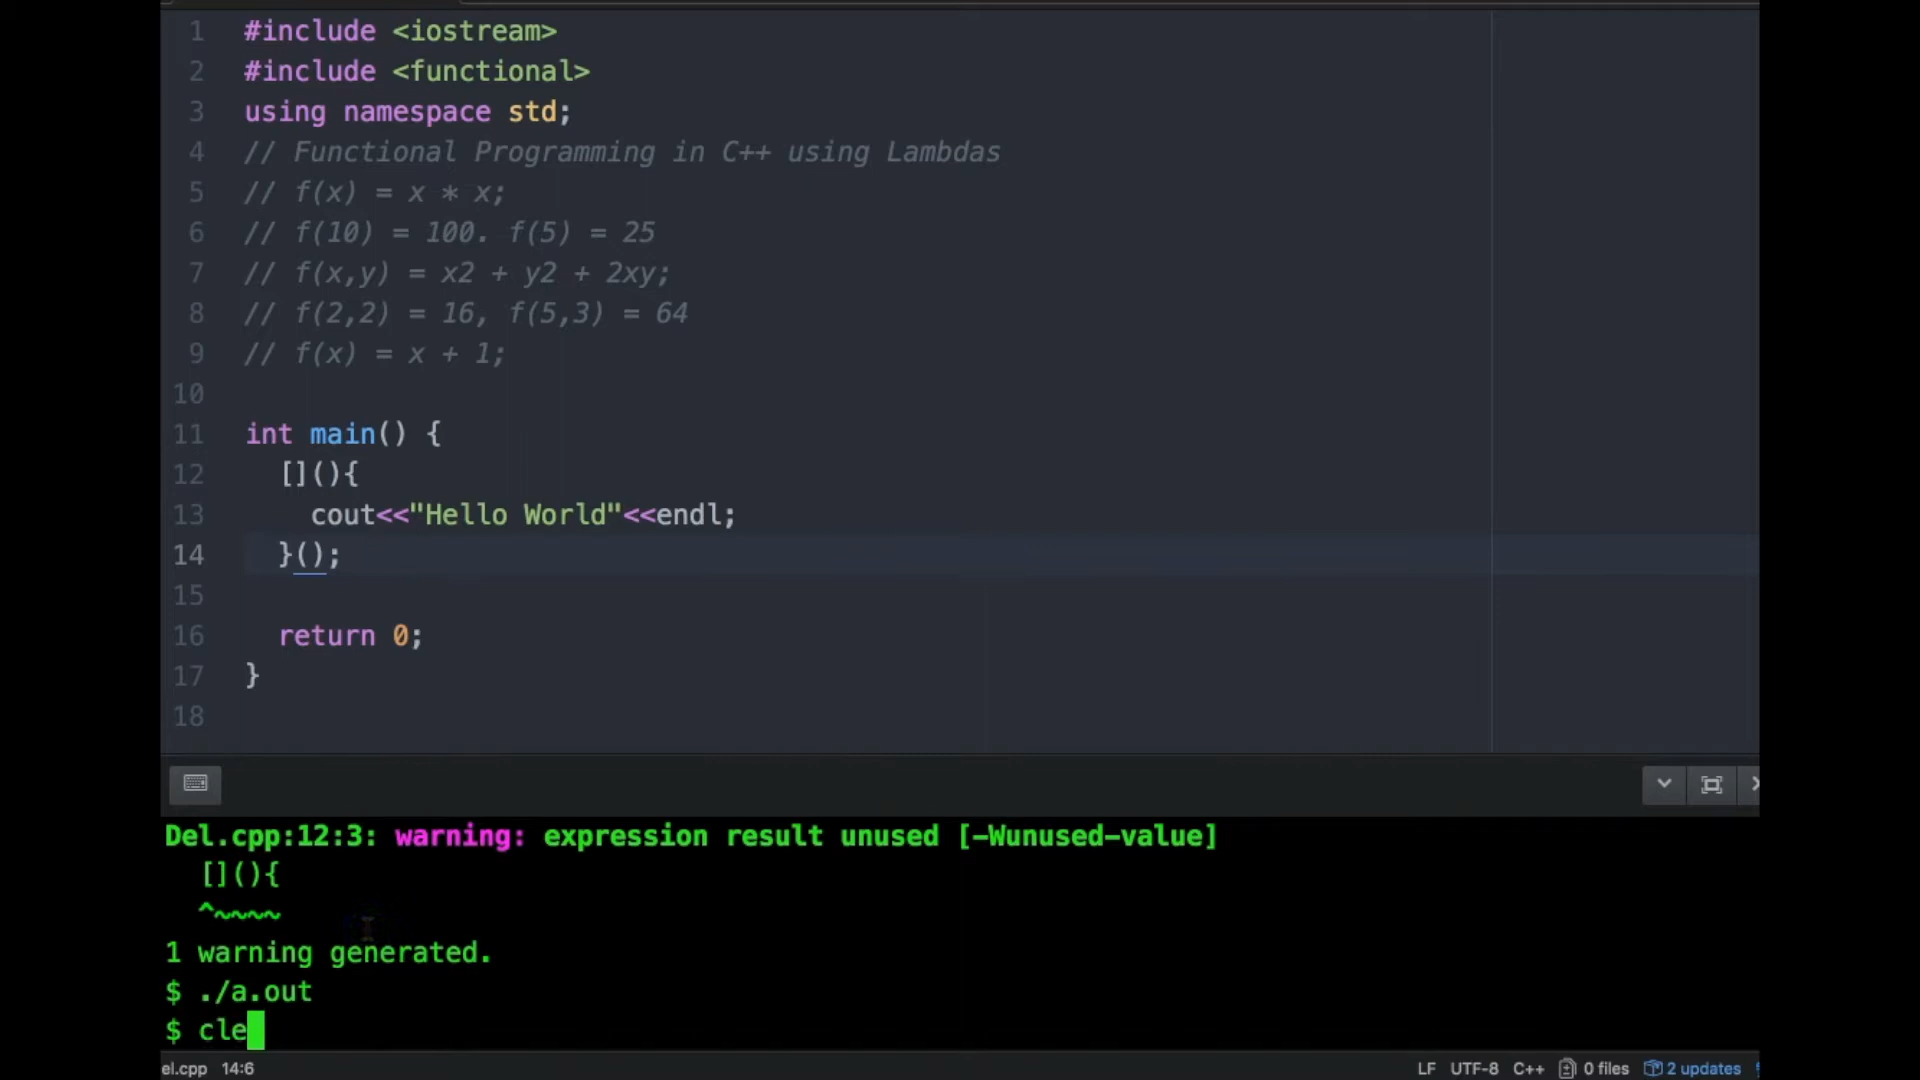 1 #include <iostream>
2 #include <functional>
3 using namespace std;
4 // Functional Programming in C++ using Lambdas
5 // f(x) = x * x;
6 // f(10) = 100. f(5) = 25
7 // f(x,y) = x2 + y2 + 2xy;
8 // f(2,2) = 16, f(5,3) = 64
9 // f(x) = x + 1;
10
11 int main() {
12 [](){
13 cout<<"Hello World"<<endl;
14 }();
15
16 return 0;
17 }
18
Del.cpp:12:3: warning: expression result unused [-Wunused-value]
[](){
^~~~~
1 warning generated.
$ ./a.out
$ cle
el.cpp 14:6 LF UTF-8 C++ 0 files 2 updates